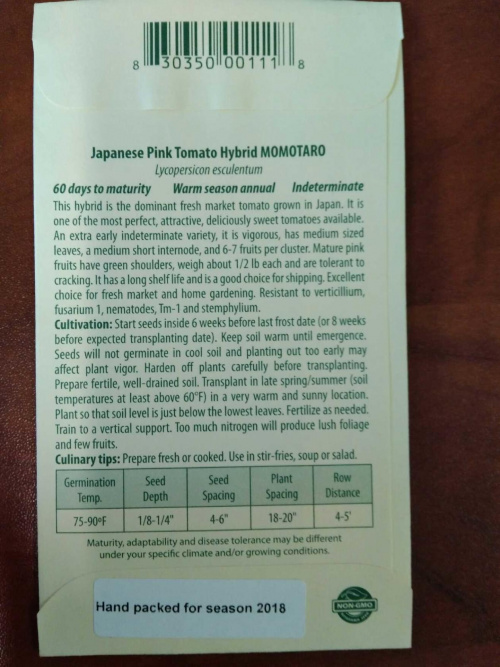 8 30350 00111 8
Japanese Pink Tomato Hybrid MOMOTARO
Lycopersicon esculentum
60 days to maturity Warm season annual Indeterminate
This hybrid is the dominant fresh market tomato grown in Japan. It is
one of the most perfect, attractive, deliciously sweet tomatoes available.
An extra early indeterminate variety, it is vigorous, has medium sized
leaves, a medium short internode, and 6-7 fruits per cluster. Mature pink
fruits have green shoulders, weigh about 1/2 lb each and are tolerant to
cracking. It has a long shelf life and is a good choice for shipping. Excellent
choice for fresh market and home gardening. Resistant to verticillium,
fusarium 1, nematodes, Tm-1 and stemphylium.
Cultivation: Start seeds inside 6 weeks before last frost date (or 8 weeks
before expected transplanting date). Keep soil warm until emergence.
Seeds will not germinate in cool soil and planting out too early may
affect plant vigor. Harden off plants carefully before transplanting.
Prepare fertile, well-drained soil. Transplant in late spring/summer (soil
temperatures at least above 60°F) in a very warm and sunny location.
Plant so that soil level is just below the lowest leaves. Fertilize as needed.
Train to a vertical support. Too much nitrogen will produce lush foliage
and few fruits.
Culinary tips: Prepare fresh or cooked. Use in stir-fries, soup or salad.
Germination Seed Seed Plant Row
Temp. Depth Spacing Spacing Distance
75-90ºF 1/8-1/4" 4-6" 18-20" 4-5'
Maturity, adaptability and disease tolerance may be different
under your specific climate and/or growing conditions.
Hand packed for season 2018
NON-GMO